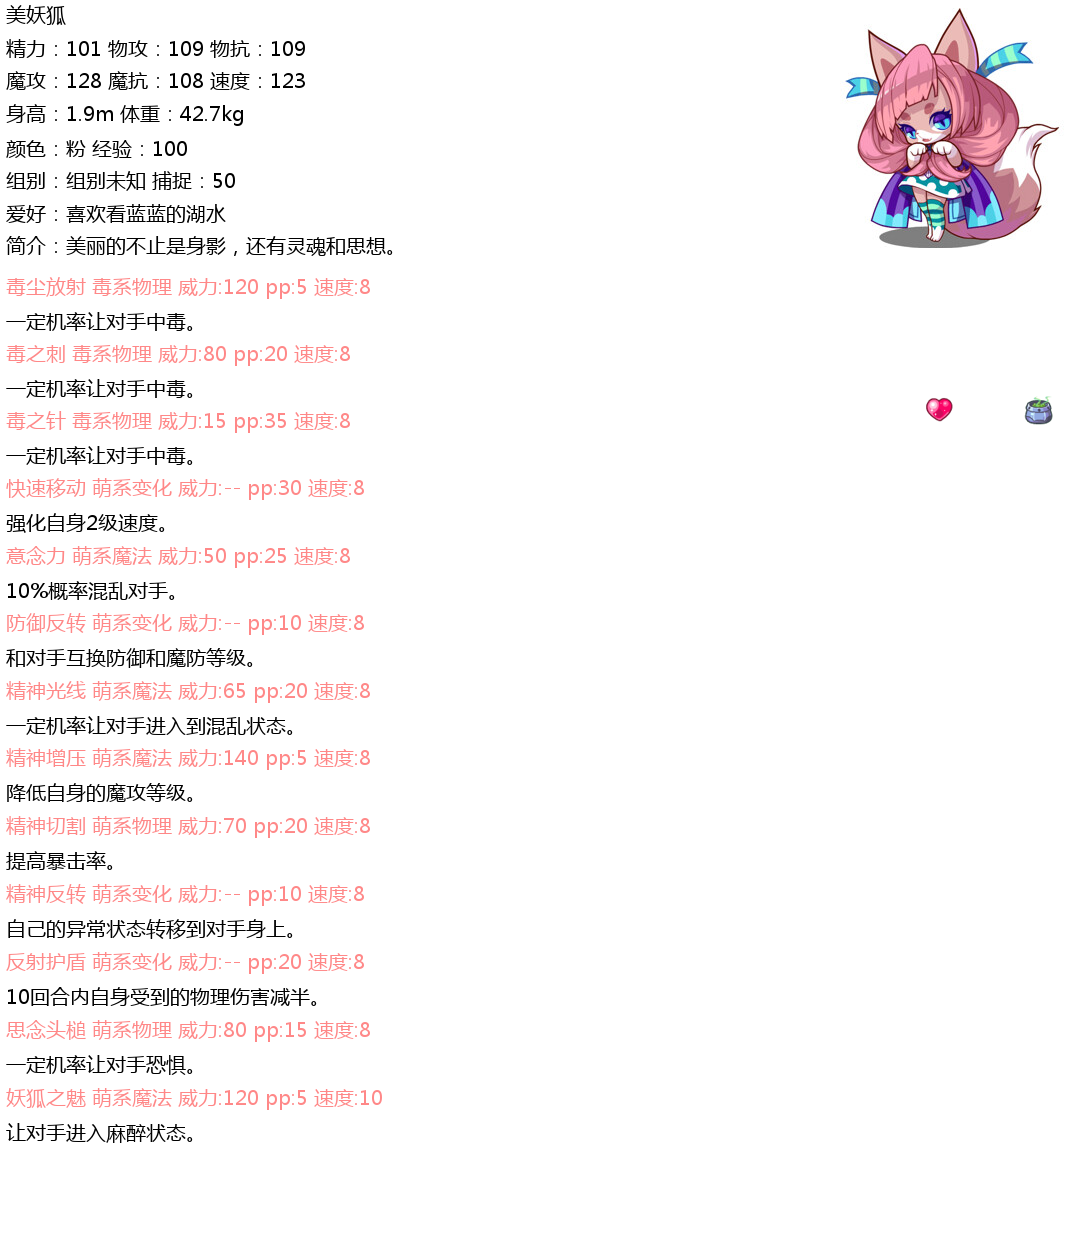 美妖狐
精力：101 物攻：109 物抗：109
魔攻：128 魔抗：108 速度：123
身高：1.9m 体重：42.7kg
颜色：粉 经验：100
组别：组别未知 捕捉：50
爱好：喜欢看蓝蓝的湖水
简介：美丽的不止是身影，还有灵魂和思想。
毒尘放射 毒系物理 威力:120 pp:5 速度:8
一定机率让对手中毒。
毒之刺 毒系物理 威力:80 pp:20 速度:8
一定机率让对手中毒。
毒之针 毒系物理 威力:15 pp:35 速度:8
一定机率让对手中毒。
快速移动 萌系变化 威力:-- pp:30 速度:8
强化自身2级速度。
意念力 萌系魔法 威力:50 pp:25 速度:8
10%概率混乱对手。
防御反转 萌系变化 威力:-- pp:10 速度:8
和对手互换防御和魔防等级。
精神光线 萌系魔法 威力:65 pp:20 速度:8
一定机率让对手进入到混乱状态。
精神增压 萌系魔法 威力:140 pp:5 速度:8
降低自身的魔攻等级。
精神切割 萌系物理 威力:70 pp:20 速度:8
提高暴击率。
精神反转 萌系变化 威力:-- pp:10 速度:8
自己的异常状态转移到对手身上。
反射护盾 萌系变化 威力:-- pp:20 速度:8
10回合内自身受到的物理伤害减半。
思念头槌 萌系物理 威力:80 pp:15 速度:8
一定机率让对手恐惧。
妖狐之魅 萌系魔法 威力:120 pp:5 速度:10
让对手进入麻醉状态。